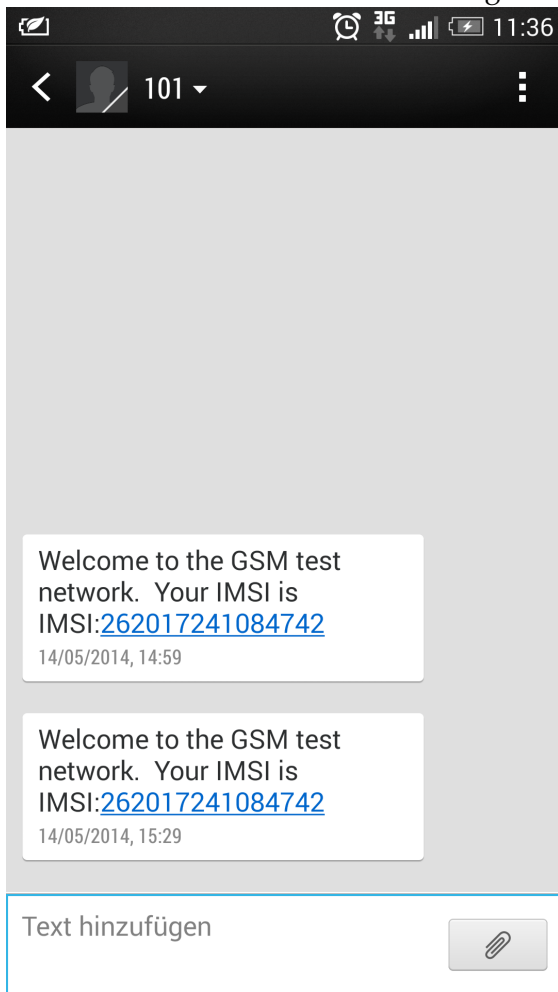 3G
11:36
101
Welcome to the GSM test
network.  Your IMSI is
IMSI:262017241084742
14/05/2014, 14:59
Welcome to the GSM test
network.  Your IMSI is
IMSI:262017241084742
14/05/2014, 15:29
Text hinzufügen